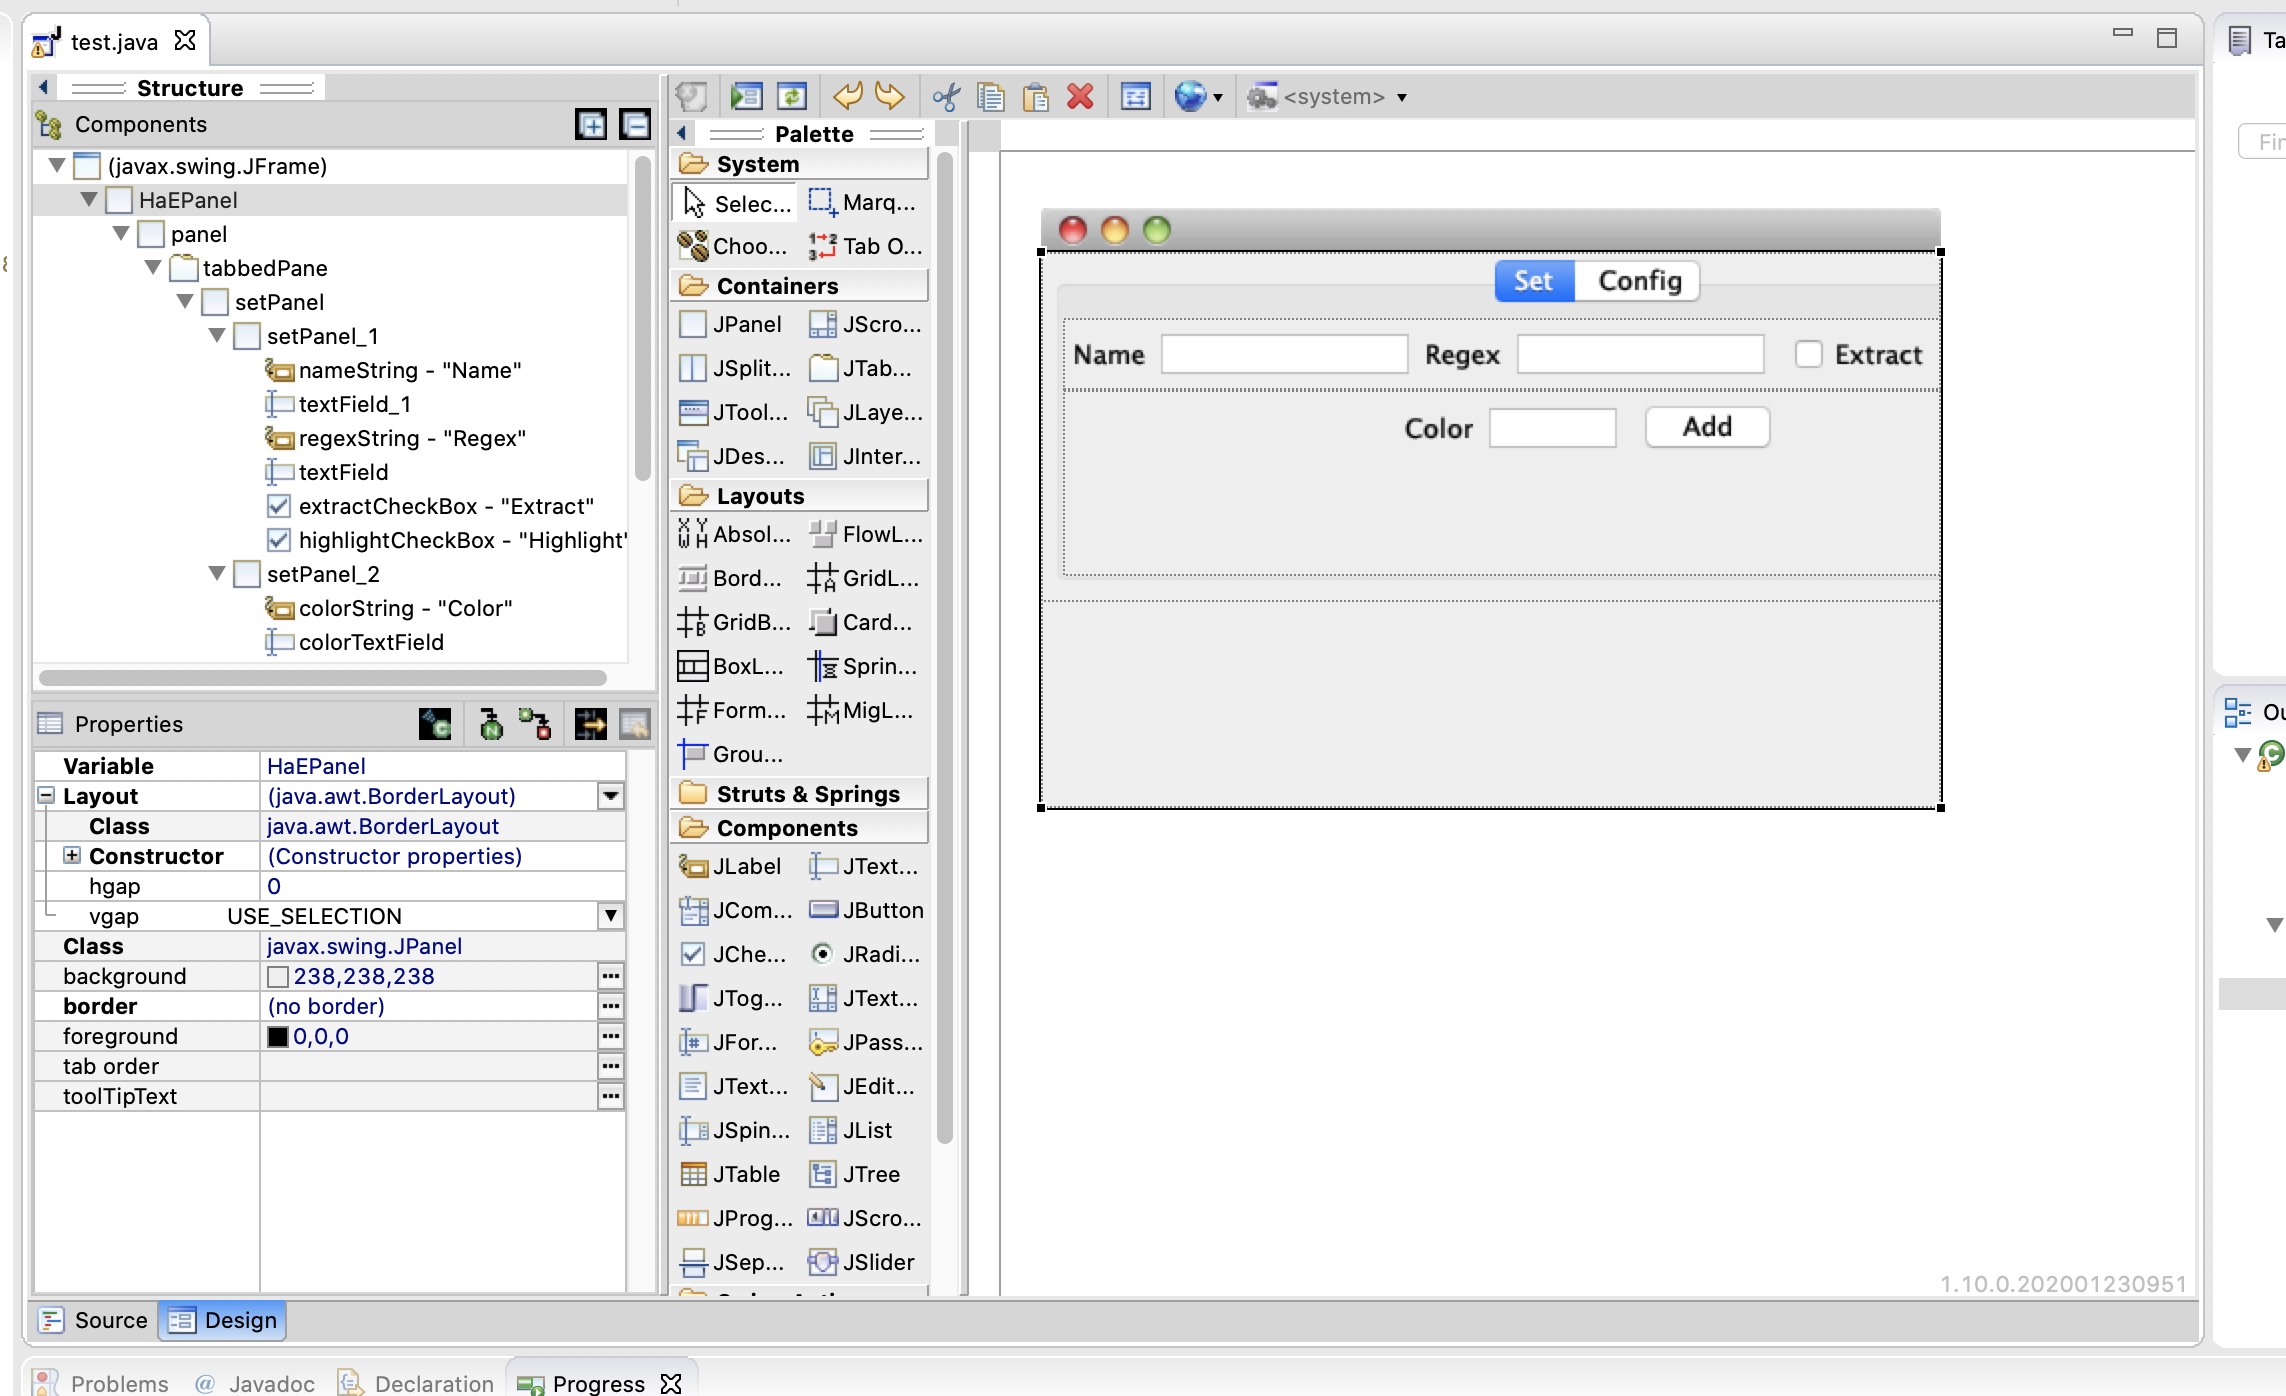 test.java
Structure
Components
(javax.swing.JFrame)
HaEPanel
panel
tabbedPane
setPanel
setPanel_1
nameString - "Name"
textField_1
regexString - "Regex"
textField
extractCheckBox - "Extract"
highlightCheckBox - "Highlight"
setPanel_2
colorString - "Color"
colorTextField
Properties
Variable HaEPanel
Layout (java.awt.BorderLayout)
Class java.awt.BorderLayout
Constructor (Constructor properties)
hgap 0
vgap USE_SELECTION
Class javax.swing.JPanel
background 238,238,238
border (no border)
foreground 0,0,0
tab order
toolTipText
Source Design
<system>
Palette
System
Selec... Marq...
Choo... Tab O...
Containers
JPanel JScro...
JSplit... JTab...
JTool... JLaye...
JDes... JInter...
Layouts
Absol... FlowL...
Bord... GridL...
GridB... Card...
BoxL... Sprin...
Form... MigL...
Grou...
Struts & Springs
Components
JLabel JText...
JCom... JButton
JChe... JRadi...
JTog... JText...
JFor... JPass...
JText... JEdit...
JSpin... JList
JTable JTree
JProg... JScro...
JSep... JSlider
Set Config
Name Regex Extract
Color Add
1.10.0.202001230951
Ta
Fin
Ou
Problems @ Javadoc Declaration Progress